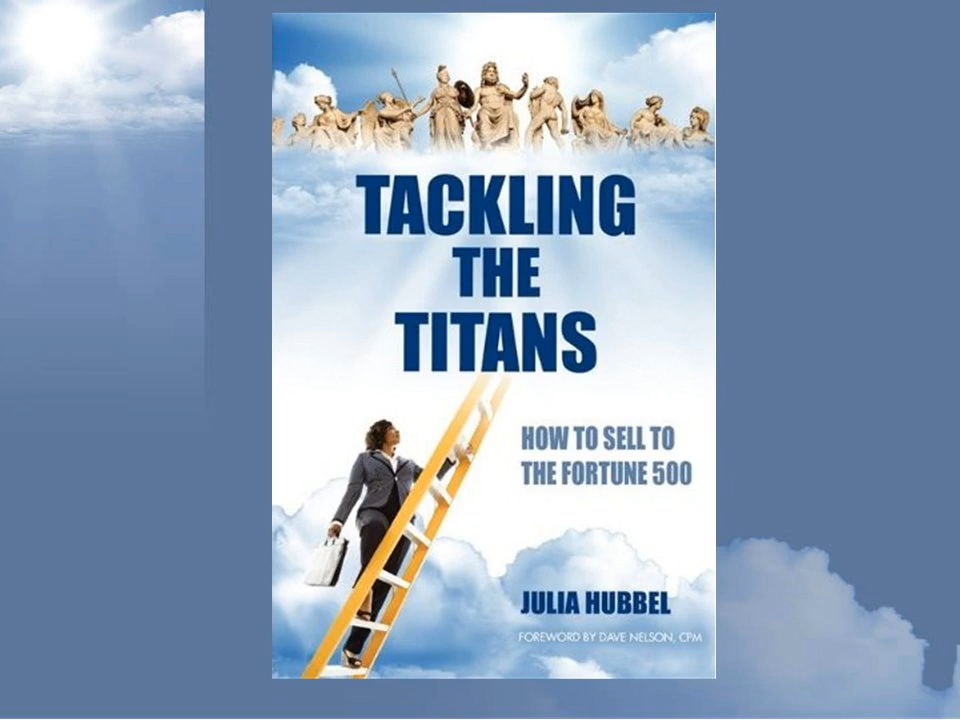 TACKLING
THE
TITANS
HOW TO SELL TO
THE FORTUNE 500
JULIA HUBBEL
FOREWORD BY DAVE NELSON, CPM